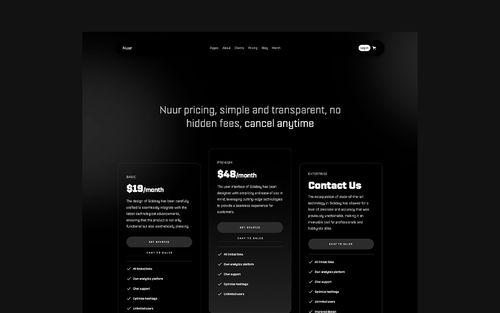 Nuur
Pages About Clients Pricing Blog Merch
Nuur pricing, simple and transparent, no
hidden fees, cancel anytime
BASIC
$19/month
The design of Sideboy has been carefully
crafted to seamlessly integrate with the
latest technological advancements,
ensuring that this product is not only
functional but also aesthetically pleasing.
GET STARTED
CHAT TO SALES
All limited links
Own analytics platform
Chat support
Optimize hashtags
Unlimited users
PREMIUM
$48/month
The user interface of Sideboy has been
designed with simplicity and ease of use in
mind, leveraging cutting-edge technologies
to provide a seamless experience for
customers.
GET STARTED
CHAT TO SALES
All limited links
Own analytics platform
Chat support
Optimize hashtags
Unlimited users
ENTERPRISE
Contact Us
The incorporation of state-of-the-art
technology in Sideboy has allowed for a
level of precision and accuracy that was
previously unattainable, making it an
invaluable tool for professionals and
hobbyists alike.
CHAT TO SALES
All limited links
Own analytics platform
Chat support
Optimize hashtags
Unlimited users